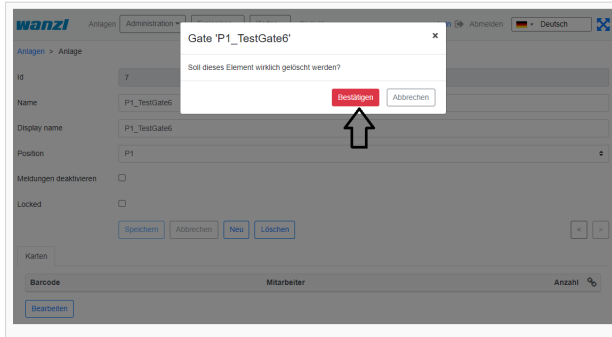 wanzl
Anlagen
Administration
Abmelden
Deutsch
Gate 'P1_TestGate6'
×
Soll dieses Element wirklich gelöscht werden?
Bestätigen
Abbrechen
Anlagen > Anlage
Id
7
Name
P1_TestGate6
Display name
P1_TestGate6
Position
P1
Meldungen deaktivieren
Locked
Speichern
Abbrechen
Neu
Löschen
<
Karten
Barcode
Mitarbeiter
Anzahl
Bearbeiten